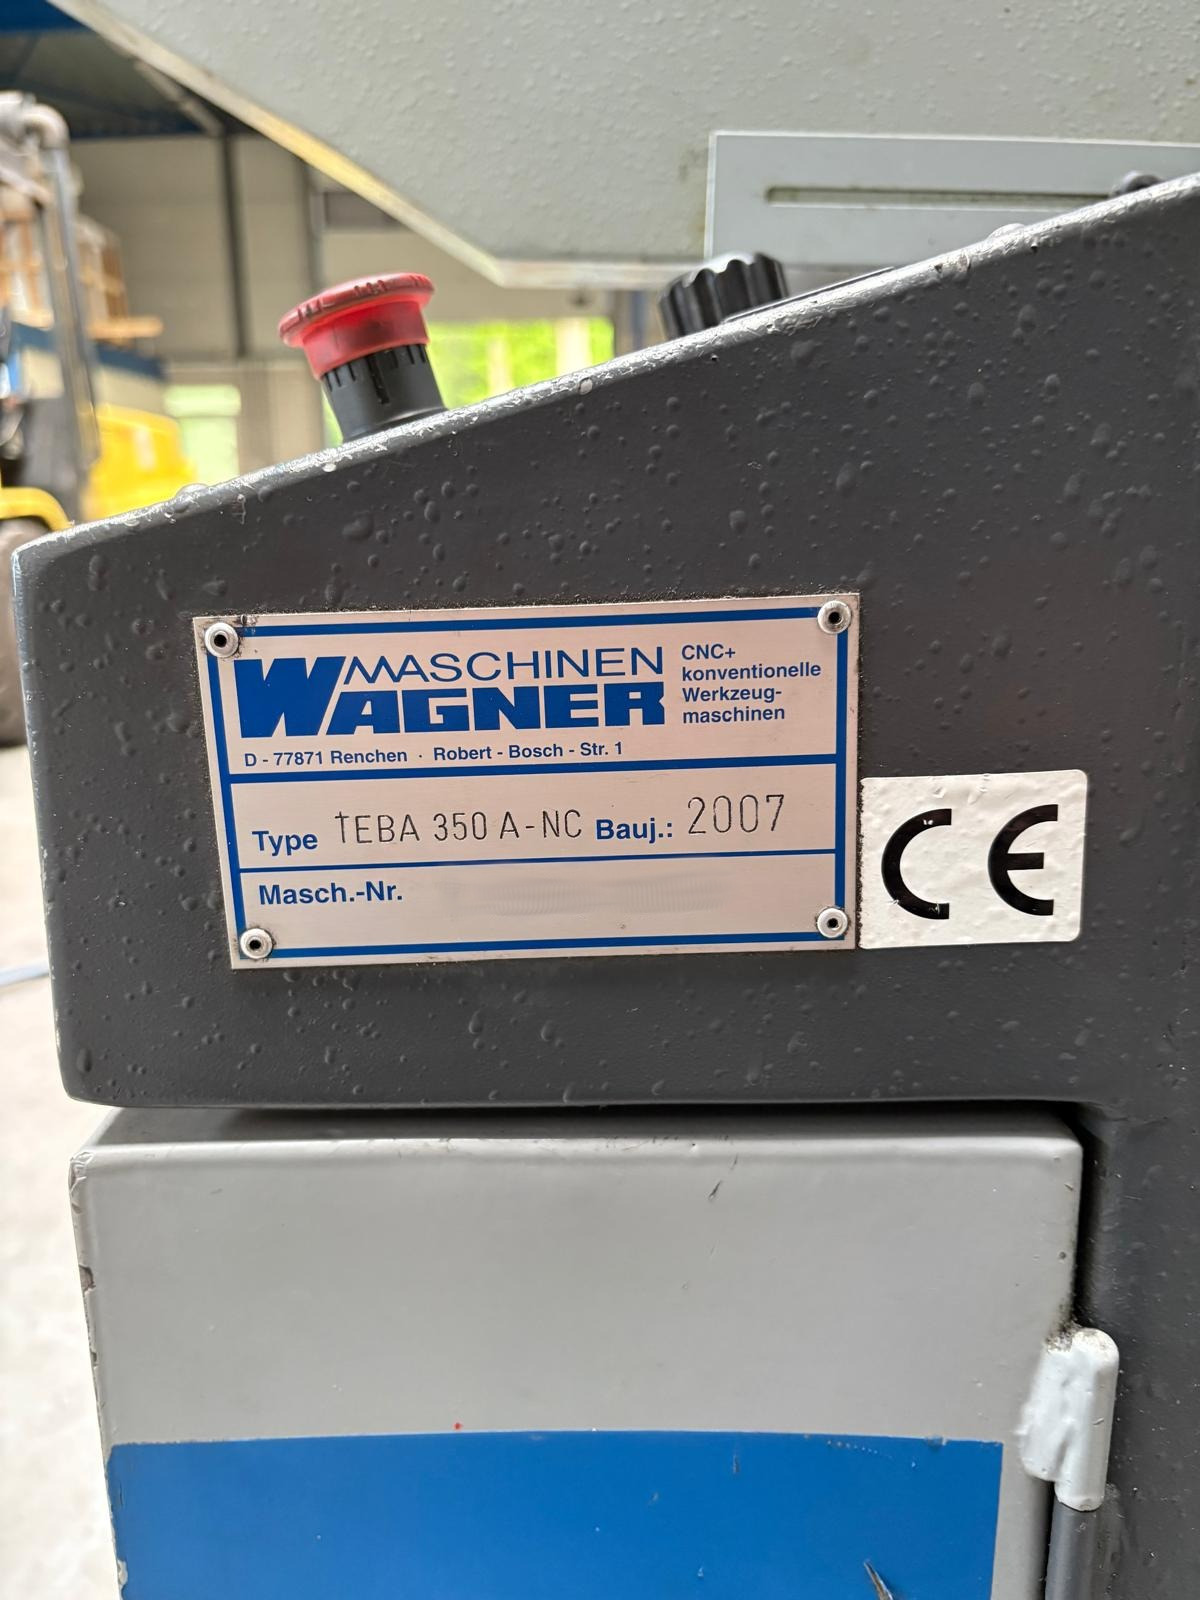 MASCHINEN
WAGNER
CNC+
konventionelle
Werkzeug-
maschinen
D - 77871 Renchen · Robert - Bosch - Str. 1
Type TEBA 350 A-NC Bauj.: 2007
Masch.-Nr.
CE